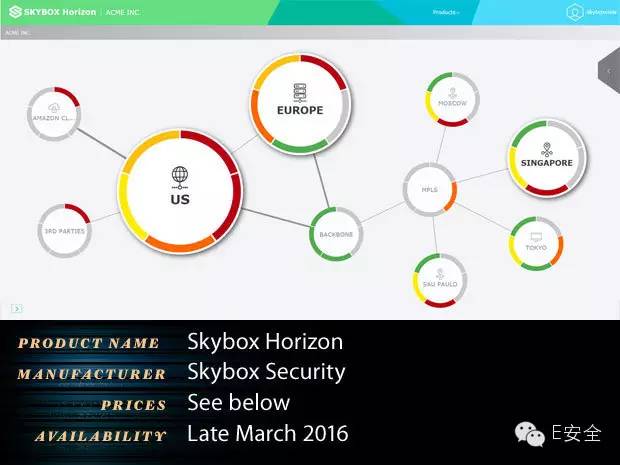 SKYBOX Horizon | ACME INC
Products
Skyboxview
ACME INC
AMAZON CL...
EUROPE
MOSCOW
US
SINGAPORE
MPLS
3RD PARTIES
BACKBONE
TOKYO
SAU PAULO
PRODUCT NAME Skybox Horizon
MANUFACTURER Skybox Security
PRICES See below
AVAILABILITY Late March 2016
E安全